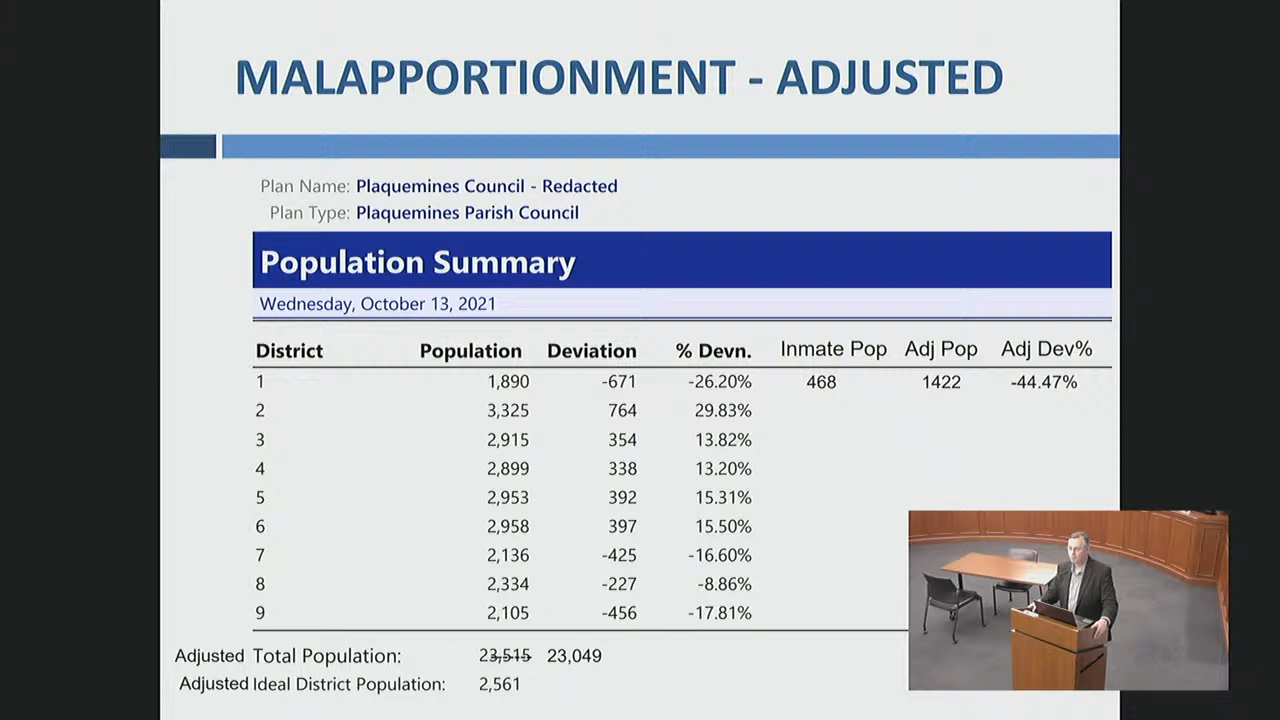 MALAPPORTIONMENT - ADJUSTED
Plan Name: Plaquemines Council - Redacted
Plan Type: Plaquemines Parish Council
Population Summary
Wednesday, October 13, 2021
District Population Deviation % Devn. Inmate Pop Adj Pop Adj Dev%
1 1,890 -671 -26.20% 468 1422 -44.47%
2 3,325 764 29.83%
3 2,915 354 13.82%
4 2,899 338 13.20%
5 2,953 392 15.31%
6 2,958 397 15.50%
7 2,136 -425 -16.60%
8 2,334 -227 -8.86%
9 2,105 -456 -17.81%
Adjusted Total Population: 23,515 23,049
Adjusted Ideal District Population: 2,561